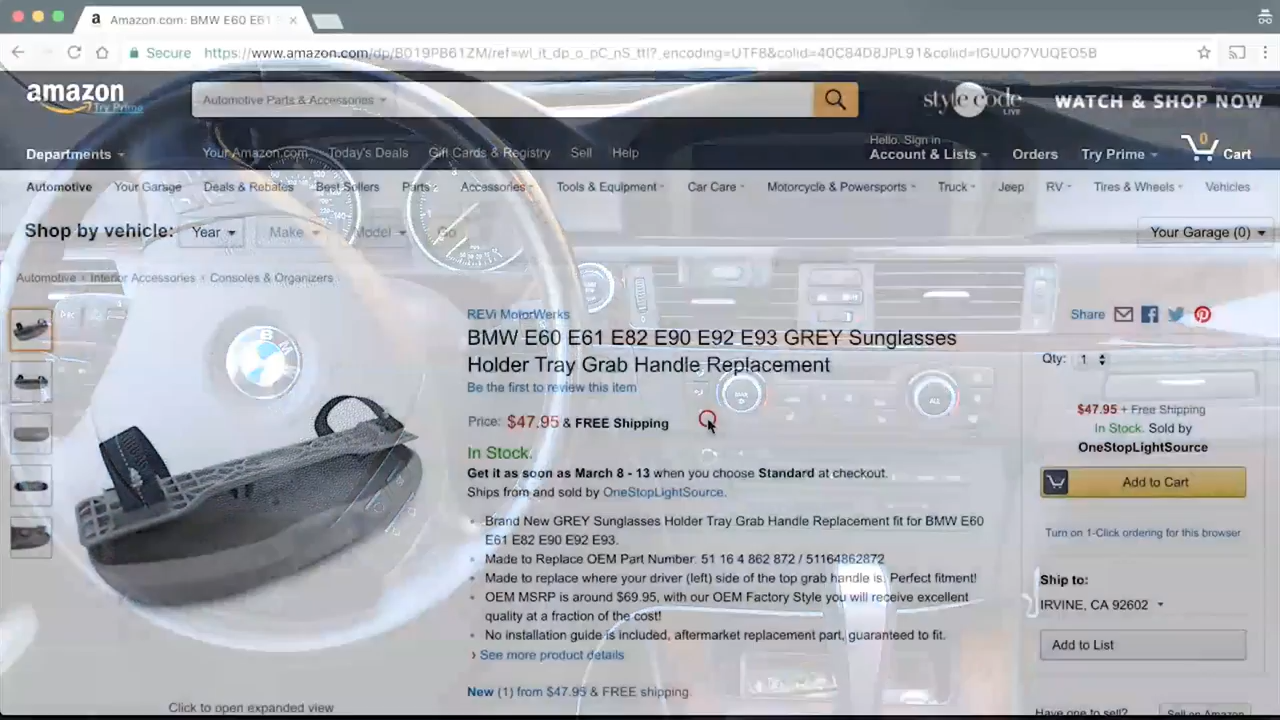 Amazon.com: BMW E60 E61
Secure https://www.amazon.com/dp/B019PB61ZM/ref=wl_it_dp_o_pC_nS_ttl?_encoding=UTF8&colid=40C84D8JPL91&coliid=IGUUO7VUQEO5B
amazon
Try Prime
Automotive Parts & Accessories
style code
LIVE
WATCH & SHOP NOW
Departments
Your Amazon.com Today's Deals Gift Cards & Registry Sell Help
Hello. Sign in
Account & Lists Orders Try Prime 0 Cart
Automotive Your Garage Deals & Rebates Best Sellers Parts Accessories Tools & Equipment Car Care Motorcycle & Powersports Truck Jeep RV Tires & Wheels Vehicles
Shop by vehicle: Year Make Model Go Your Garage (0)
Automotive › Interior Accessories › Consoles & Organizers
REVi MotorWerks
BMW E60 E61 E82 E90 E92 E93 GREY Sunglasses
Holder Tray Grab Handle Replacement
Be the first to review this item
Price: $47.95 & FREE Shipping
In Stock.
Get it as soon as March 8 - 13 when you choose Standard at checkout.
Ships from and sold by OneStopLightSource.
Brand New GREY Sunglasses Holder Tray Grab Handle Replacement fit for BMW E60
E61 E82 E90 E92 E93.
Made to Replace OEM Part Number: 51 16 4 862 872 / 51164862872
Made to replace where your driver (left) side of the top grab handle is. Perfect fitment!
OEM MSRP is around $69.95, with our OEM Factory Style you will receive excellent
quality at a fraction of the cost!
No installation guide is included, aftermarket replacement part, guaranteed to fit.
› See more product details
New (1) from $47.95 & FREE shipping.
Click to open expanded view
Share
Qty: 1
$47.95 + Free Shipping
In Stock. Sold by
OneStopLightSource
Add to Cart
Turn on 1-Click ordering for this browser
Ship to:
IRVINE, CA 92602
Add to List
Have one to sell? Sell on Amazon
B M